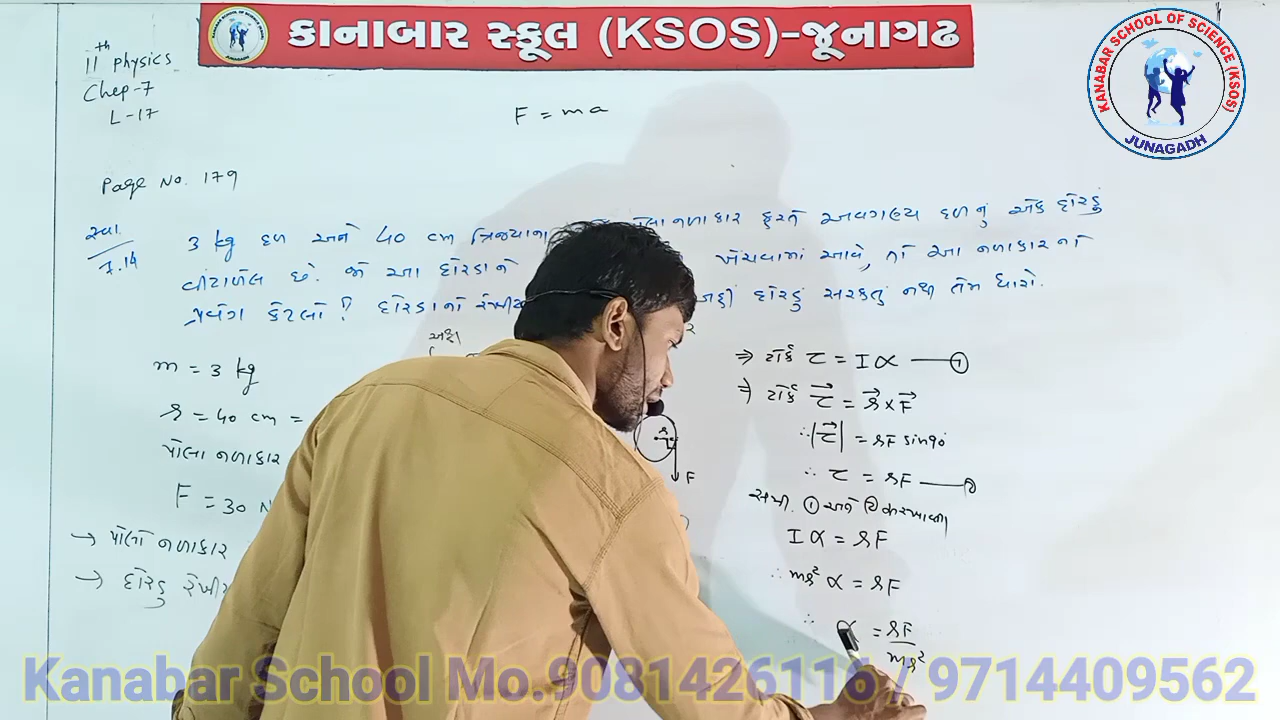 કાનાબાર સ્કૂલ (KSOS)-જૂનાગઢ
KANABAR SCHOOL OF SCIENCE (KSOS)
JUNAGADH
11th physics
Chep-7
L-17
F = ma
Page No. 179
સ્વા.
7.14
3 kg દળ અને 40 cm ત્રિજ્યાના નળાકાર ફરતે અવગણ્ય દળનું એક દોરડું
વીંટાળેલ છે. જો આ દોરડાને ખેંચવામાં આવે, તો આ નળાકારનો
પ્રવેગ કેટલો? દોરડાનો દોરડું સરકતું નથી તેમ ધારો.
m = 3 kg
r = 40 cm =
પોલા નળાકાર
F = 30 N
→ પોલો નળાકાર
→ દોરડુ
r
F
⇒ ટોર્ક τ = Iα — ①
⇒ ટોર્ક τ⃗ = r⃗ × F⃗
∴ |τ⃗| = rF sin90
∴ τ = rF — ②
સમી. ① અને ②
Iα = rF
∴ mr² α = rF
∴ α = rF / mr²
Kanabar School Mo.9081426116 / 9714409562